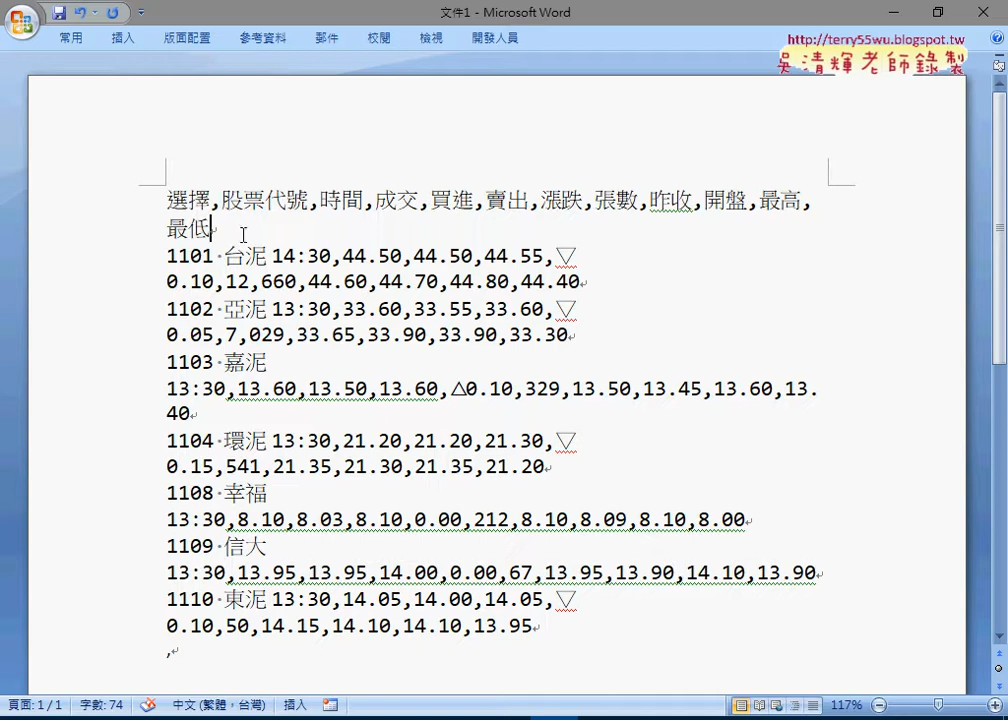 文件1 - Microsoft Word
常用 插入 版面配置 參考資料 郵件 校閱 檢視 開發人員
http://terry55wu.blogspot.tw
吳清輝老師錄製
選擇,股票代號,時間,成交,買進,賣出,漲跌,張數,昨收,開盤,最高,
最低
1101 台泥 14:30,44.50,44.50,44.55,▽
0.10,12,660,44.60,44.70,44.80,44.40
1102 亞泥 13:30,33.60,33.55,33.60,▽
0.05,7,029,33.65,33.90,33.90,33.30
1103 嘉泥
13:30,13.60,13.50,13.60,△0.10,329,13.50,13.45,13.60,13.
40
1104 環泥 13:30,21.20,21.20,21.30,▽
0.15,541,21.35,21.30,21.35,21.20
1108 幸福
13:30,8.10,8.03,8.10,0.00,212,8.10,8.09,8.10,8.00
1109 信大
13:30,13.95,13.95,14.00,0.00,67,13.95,13.90,14.10,13.90
1110 東泥 13:30,14.05,14.00,14.05,▽
0.10,50,14.15,14.10,14.10,13.95
,
頁面: 1 / 1 字數: 74 中文 (繁體，台灣) 插入 117%